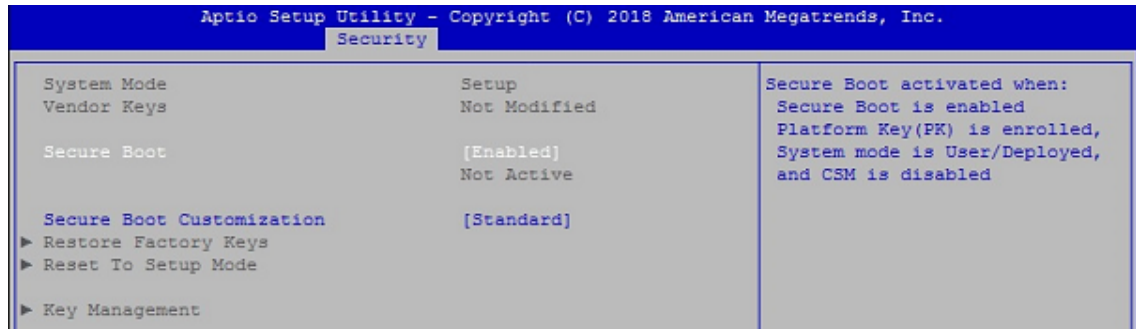 Aptio Setup Utility - Copyright (C) 2018 American Megatrends, Inc.
Security
System Mode Setup
Vendor Keys Not Modified
Secure Boot [Enabled]
Not Active
Secure Boot Customization [Standard]
▶ Restore Factory Keys
▶ Reset To Setup Mode
▶ Key Management
Secure Boot activated when:
Secure Boot is enabled
Platform Key(PK) is enrolled,
System mode is User/Deployed,
and CSM is disabled